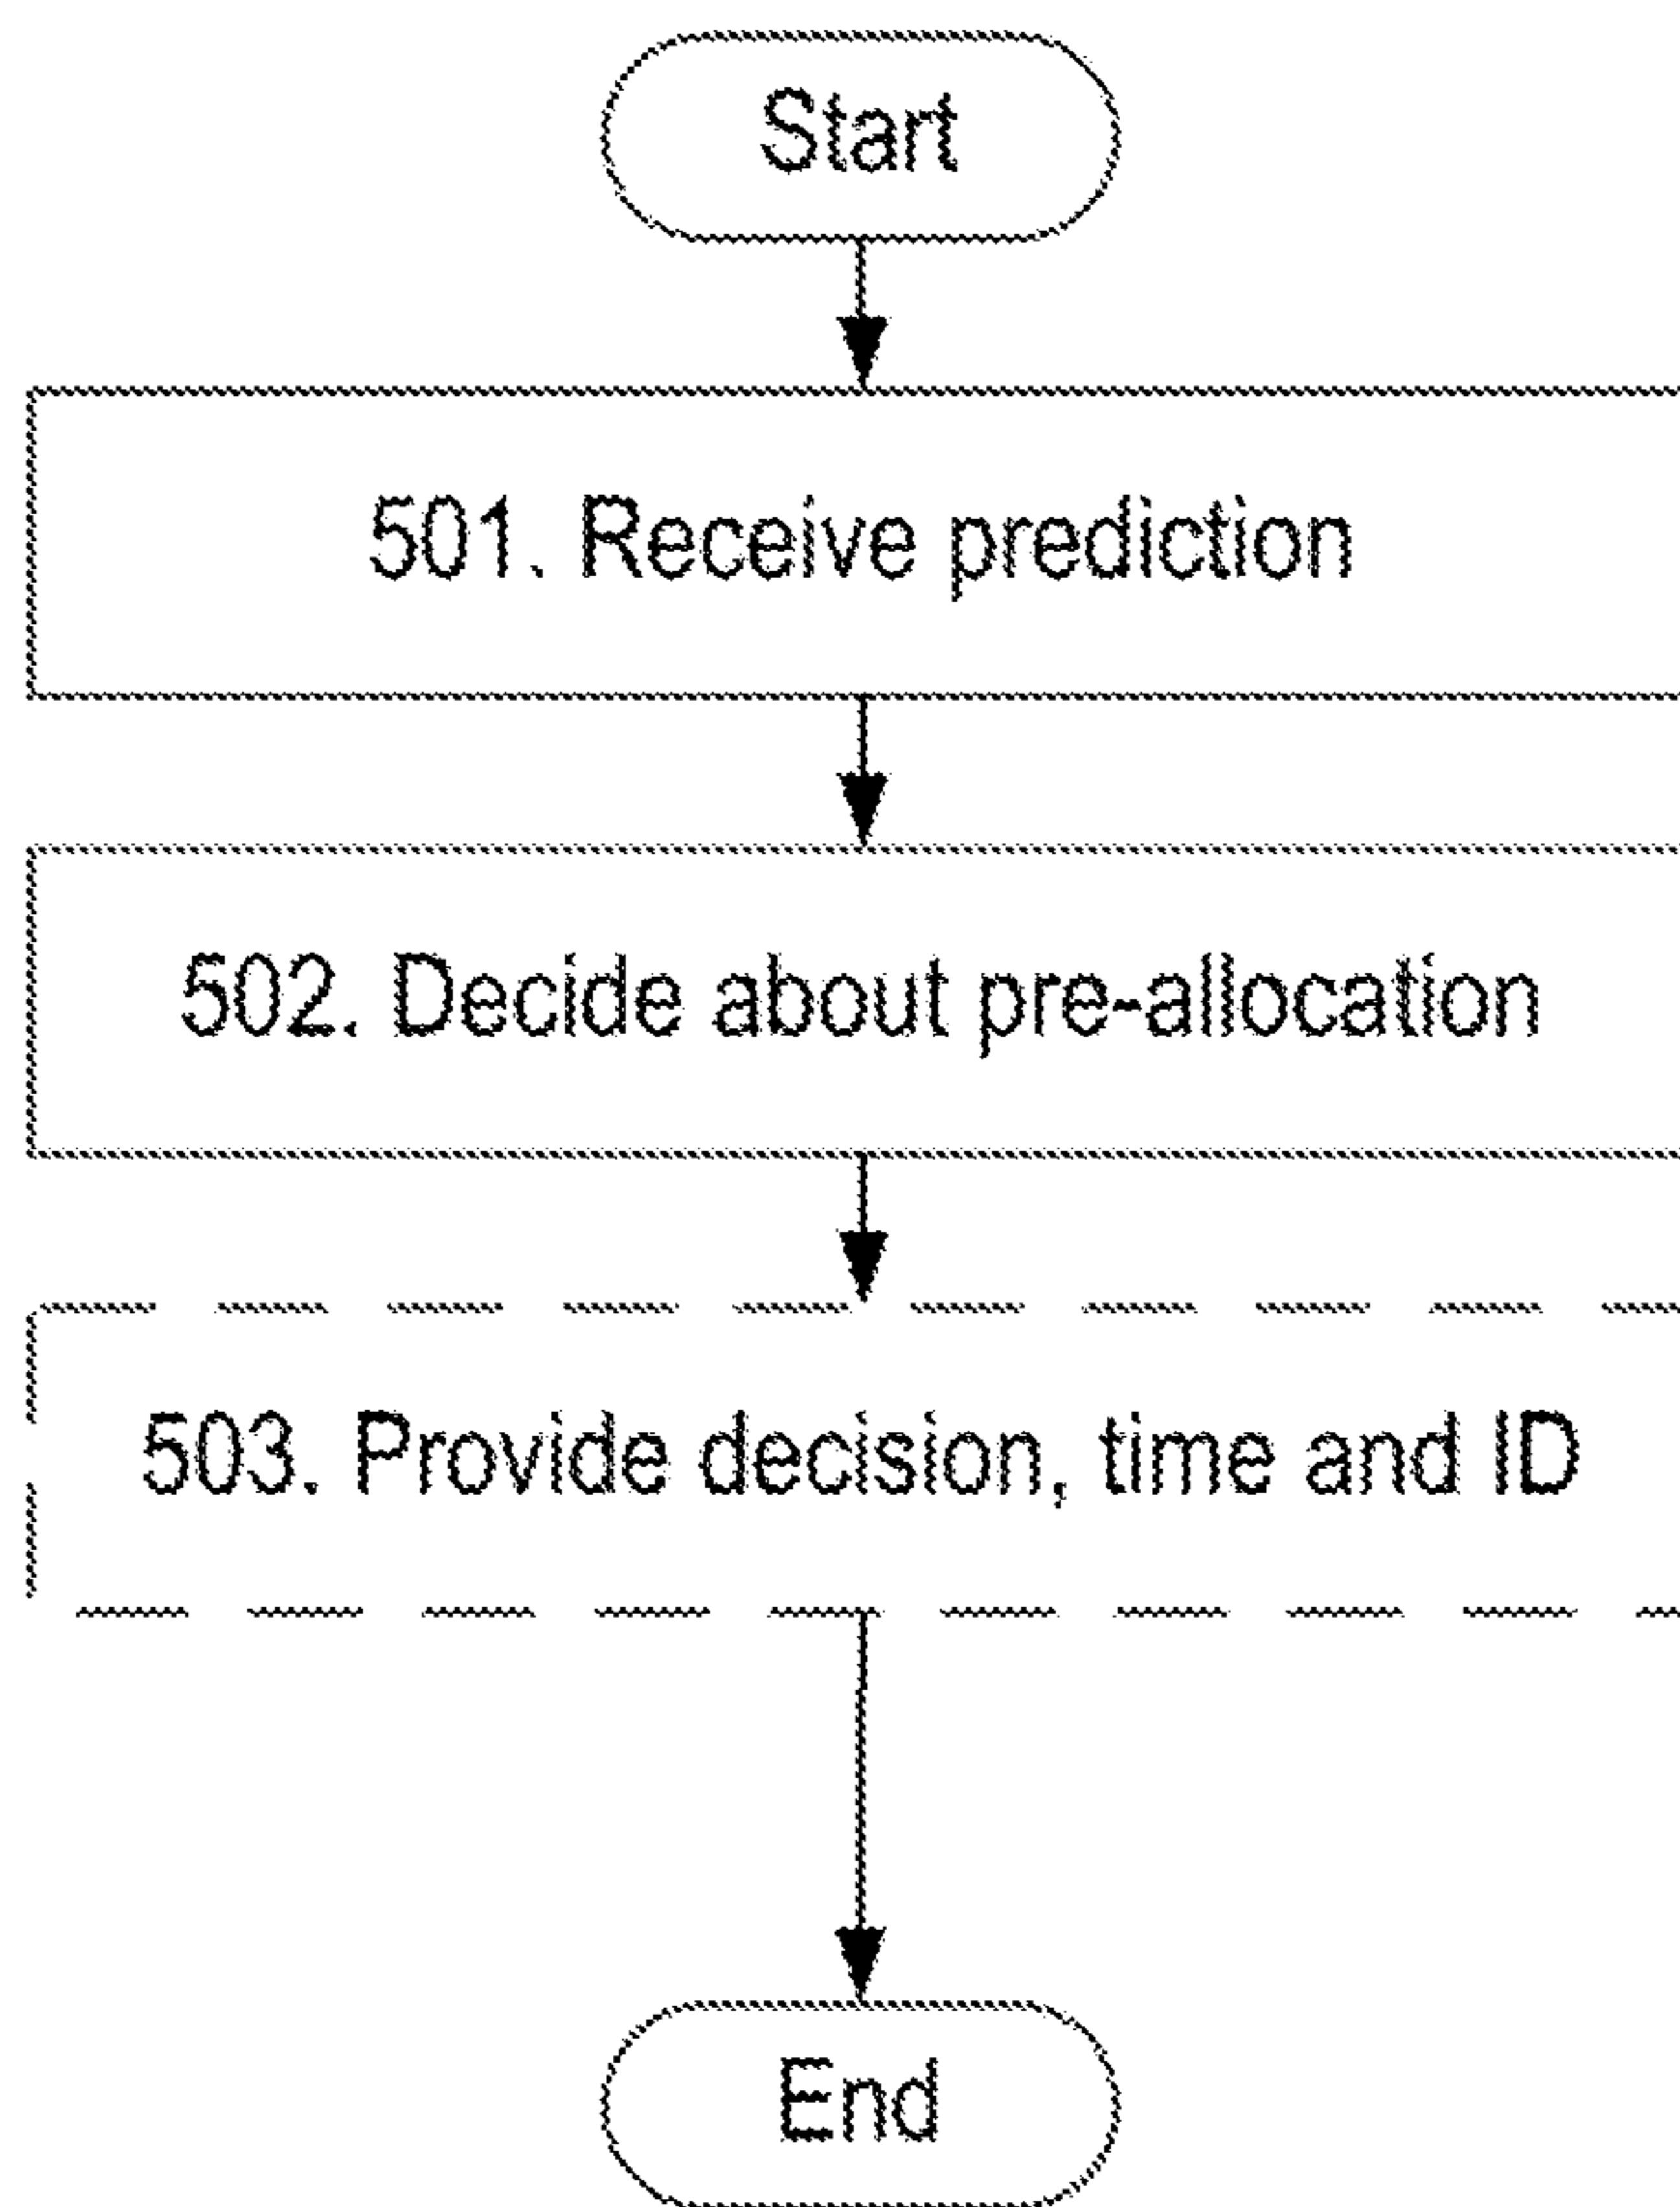 Start
501. Receive prediction
502. Decide about pre-allocation
503. Provide decision, time and ID
End